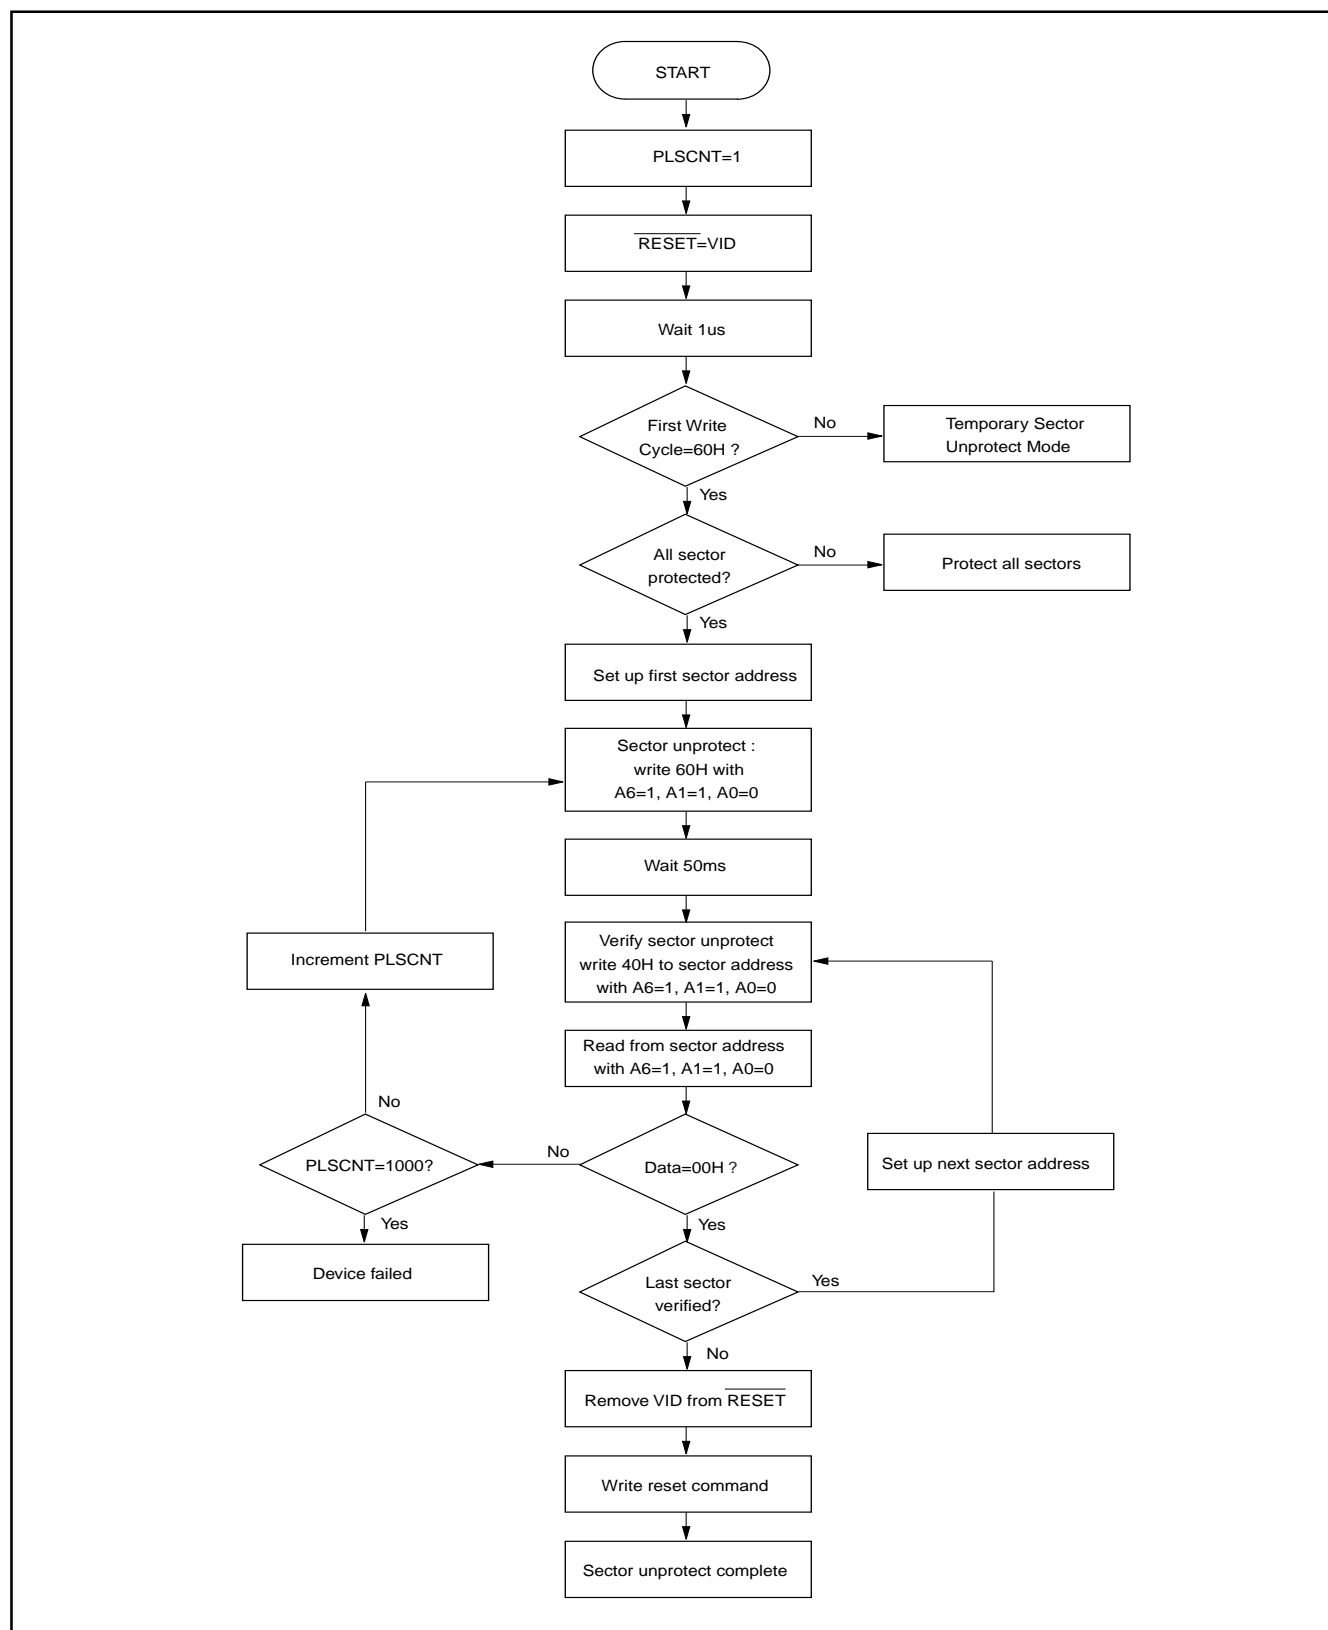 START
PLSCNT=1
RESET=VID
Wait 1us
First Write
Cycle=60H ?
No
Temporary Sector
Unprotect Mode
Yes
All sector
protected?
No
Protect all sectors
Yes
Set up first sector address
Sector unprotect :
write 60H with
A6=1, A1=1, A0=0
Wait 50ms
Increment PLSCNT
Verify sector unprotect
write 40H to sector address
with A6=1, A1=1, A0=0
Read from sector address
with A6=1, A1=1, A0=0
No
PLSCNT=1000?
No
Data=00H ?
Set up next sector address
Yes
Yes
Device failed
Last sector
verified?
Yes
No
Remove VID from RESET
Write reset command
Sector unprotect complete